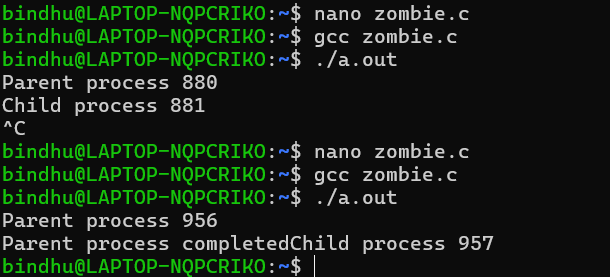 bindhu@LAPTOP-NQPCRIKO:~$ nano zombie.c
bindhu@LAPTOP-NQPCRIKO:~$ gcc zombie.c
bindhu@LAPTOP-NQPCRIKO:~$ ./a.out
Parent process 880
Child process 881
^C
bindhu@LAPTOP-NQPCRIKO:~$ nano zombie.c
bindhu@LAPTOP-NQPCRIKO:~$ gcc zombie.c
bindhu@LAPTOP-NQPCRIKO:~$ ./a.out
Parent process 956
Parent process completedChild process 957
bindhu@LAPTOP-NQPCRIKO:~$